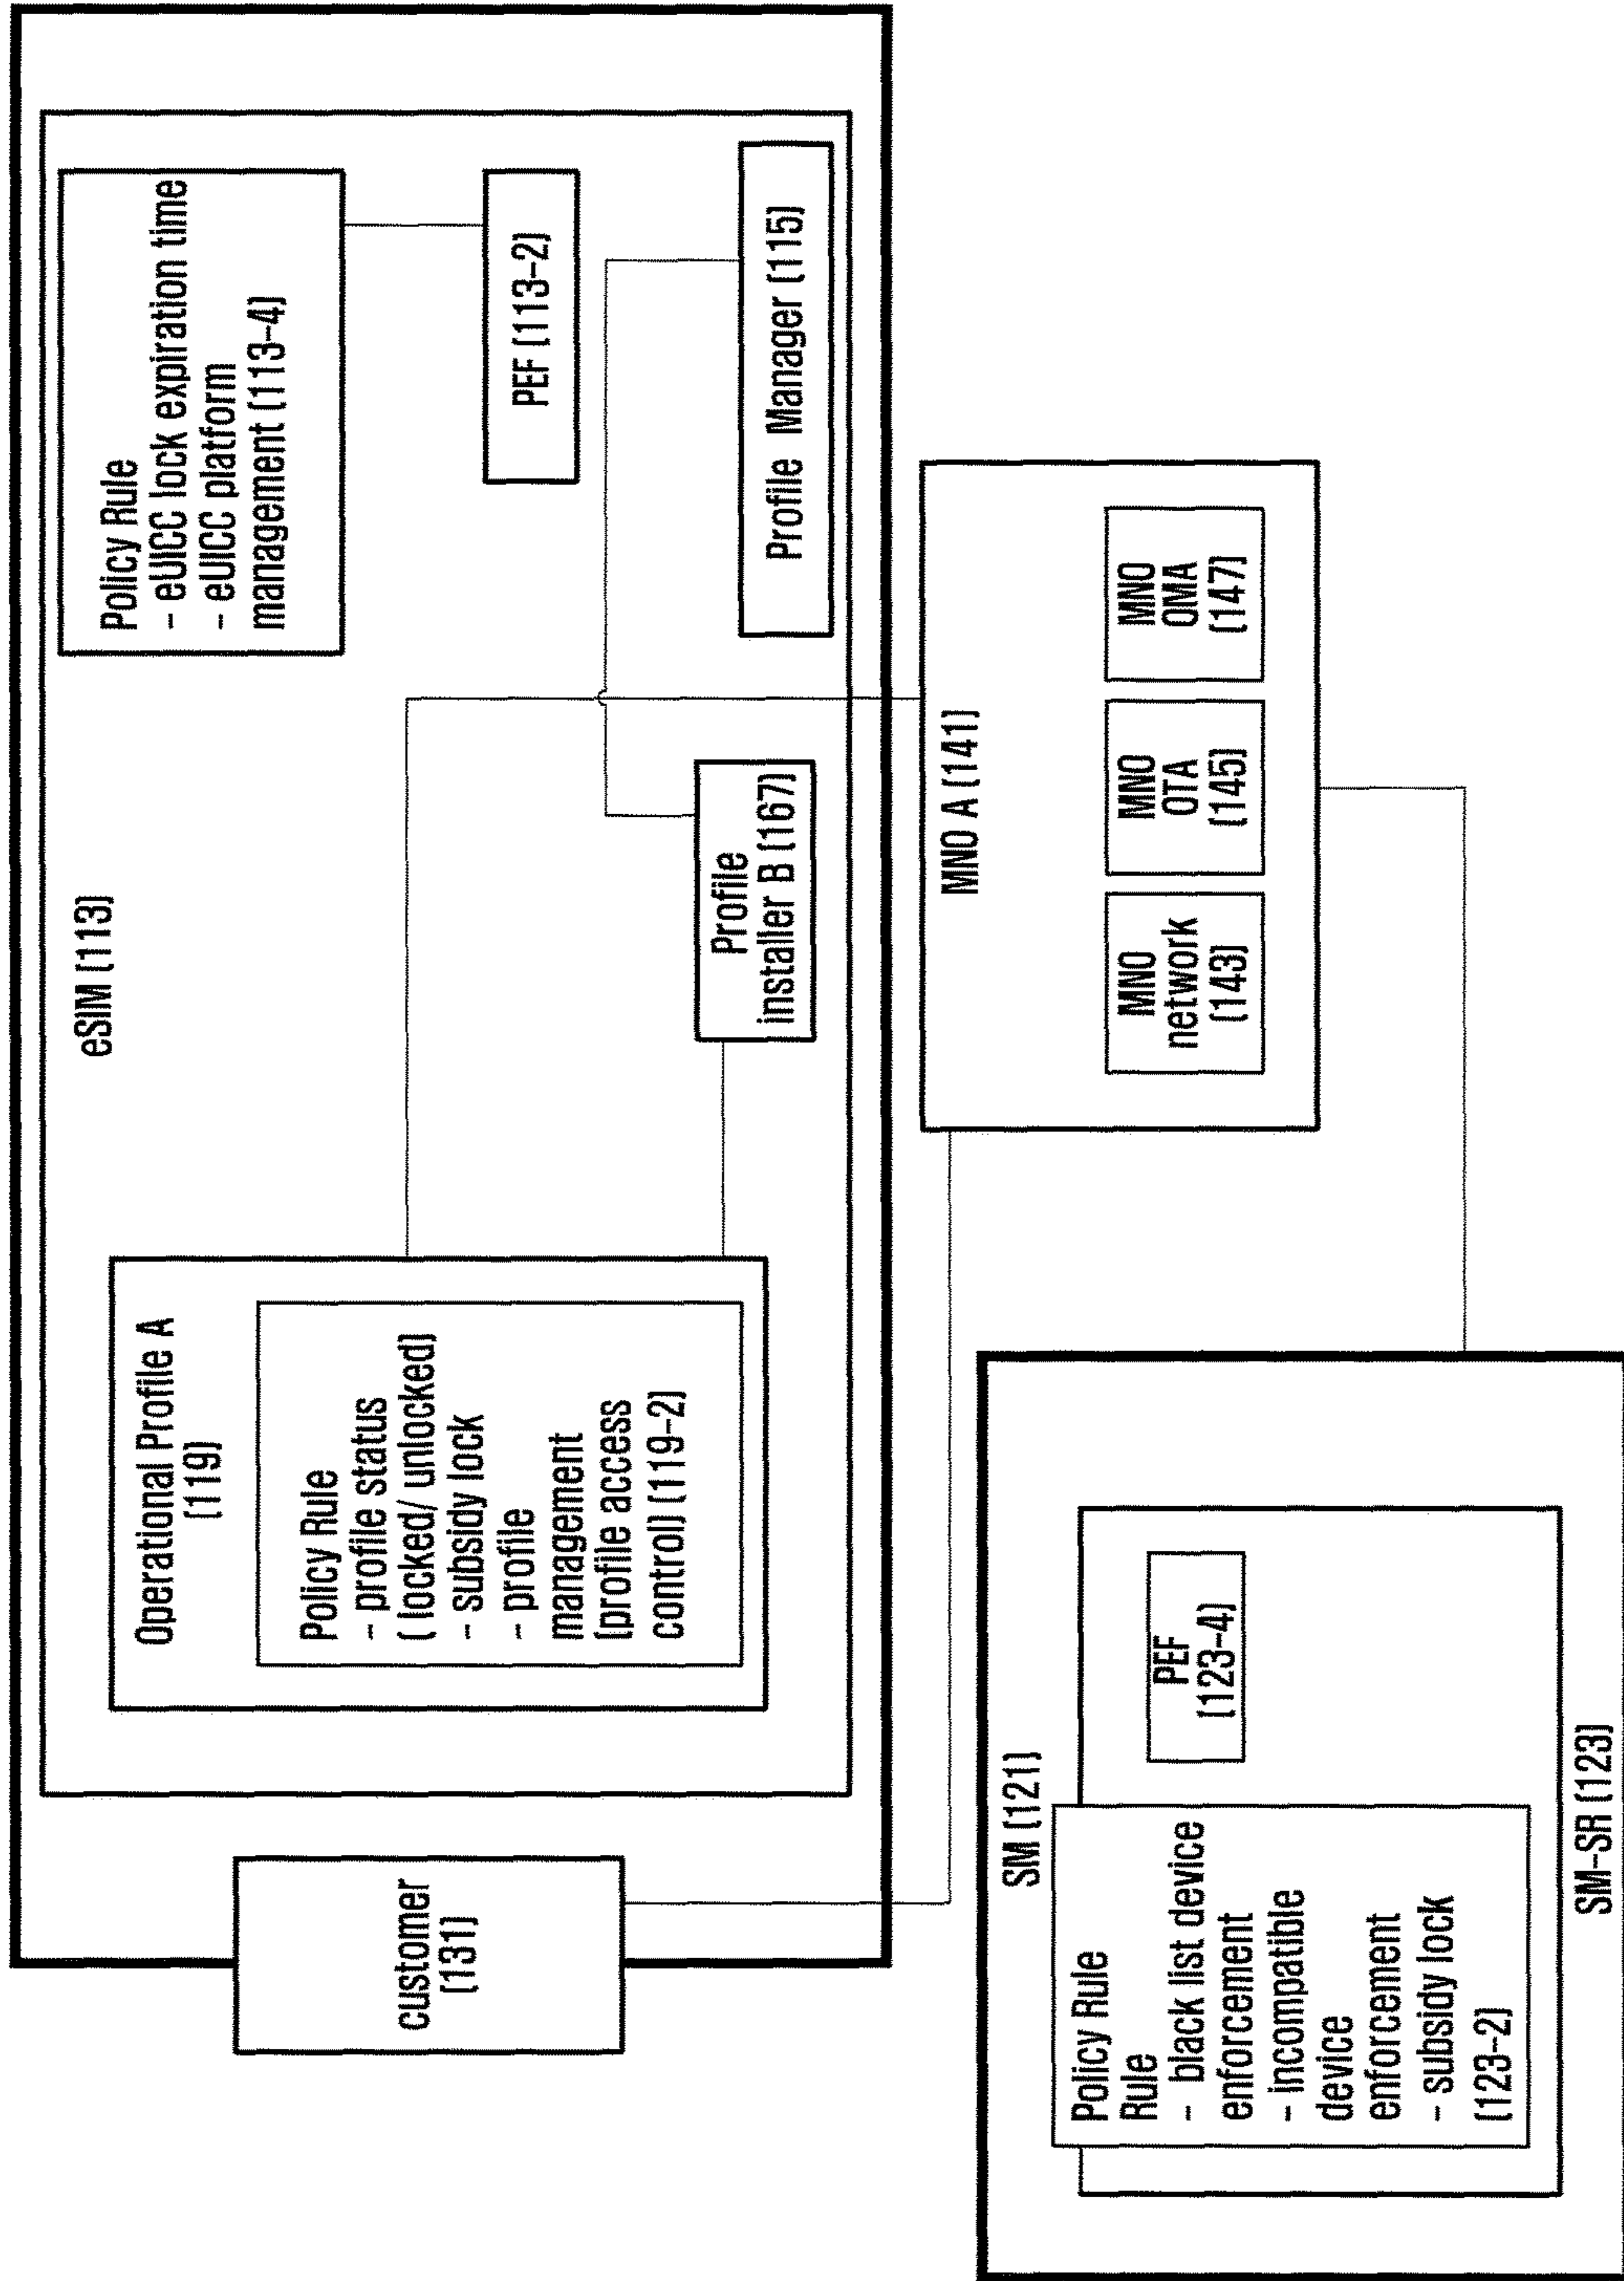 eSIM (113)
Operational Profile A
(119)
Policy Rule
- profile status
( locked/ unlocked)
- subsidy lock
- profile
management
(profile access
control) (119-2)
Policy Rule
- eUICC lock expiration time
- eUICC platform
management (113-4)
PEF (113-2)
Profile
installer B (167)
Profile Manager (115)
customer
(131)
MNO A (141)
MNO
network
(143)
MNO
OTA
(145)
MNO
OMA
(147)
SM (121)
Policy Rule
Rule
- black list device
enforcement
- incompatible
device
enforcement
- subsidy lock
(123-2)
PEF
(123-4)
SM-SR (123)